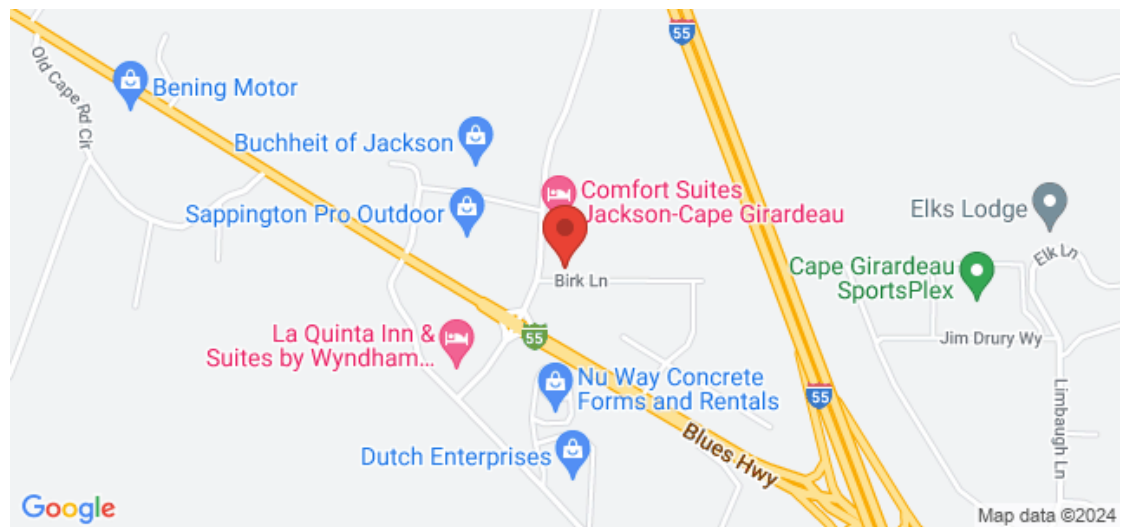 55
Old Cape Rd Cir
Bening Motor
Buchheit of Jackson
Comfort Suites
Jackson-Cape Girardeau
Sappington Pro Outdoor
Elks Lodge
Elk Ln
Cape Girardeau
SportsPlex
Birk Ln
La Quinta Inn &
Suites by Wyndham...
55
Jim Drury Wy
Nu Way Concrete
Forms and Rentals
55
Limbaugh Ln
Blues Hwy
Dutch Enterprises
Google
Map data ©2024